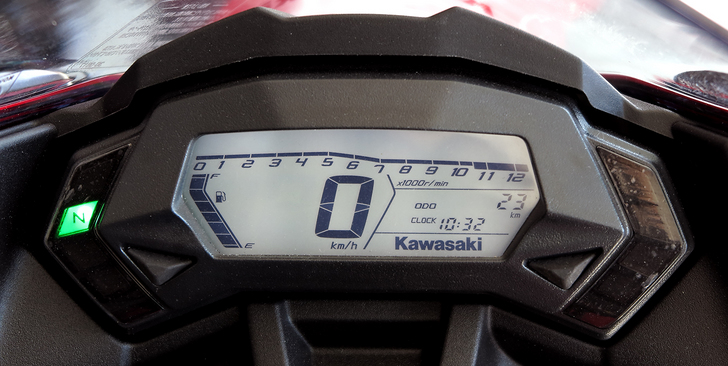 0 1 2 3 4 5 6 7 8 9 10 11 12
x1000r/min
F
N
0
ODO 23
km
CLOCK 10:32
E
km/h
Kawasaki